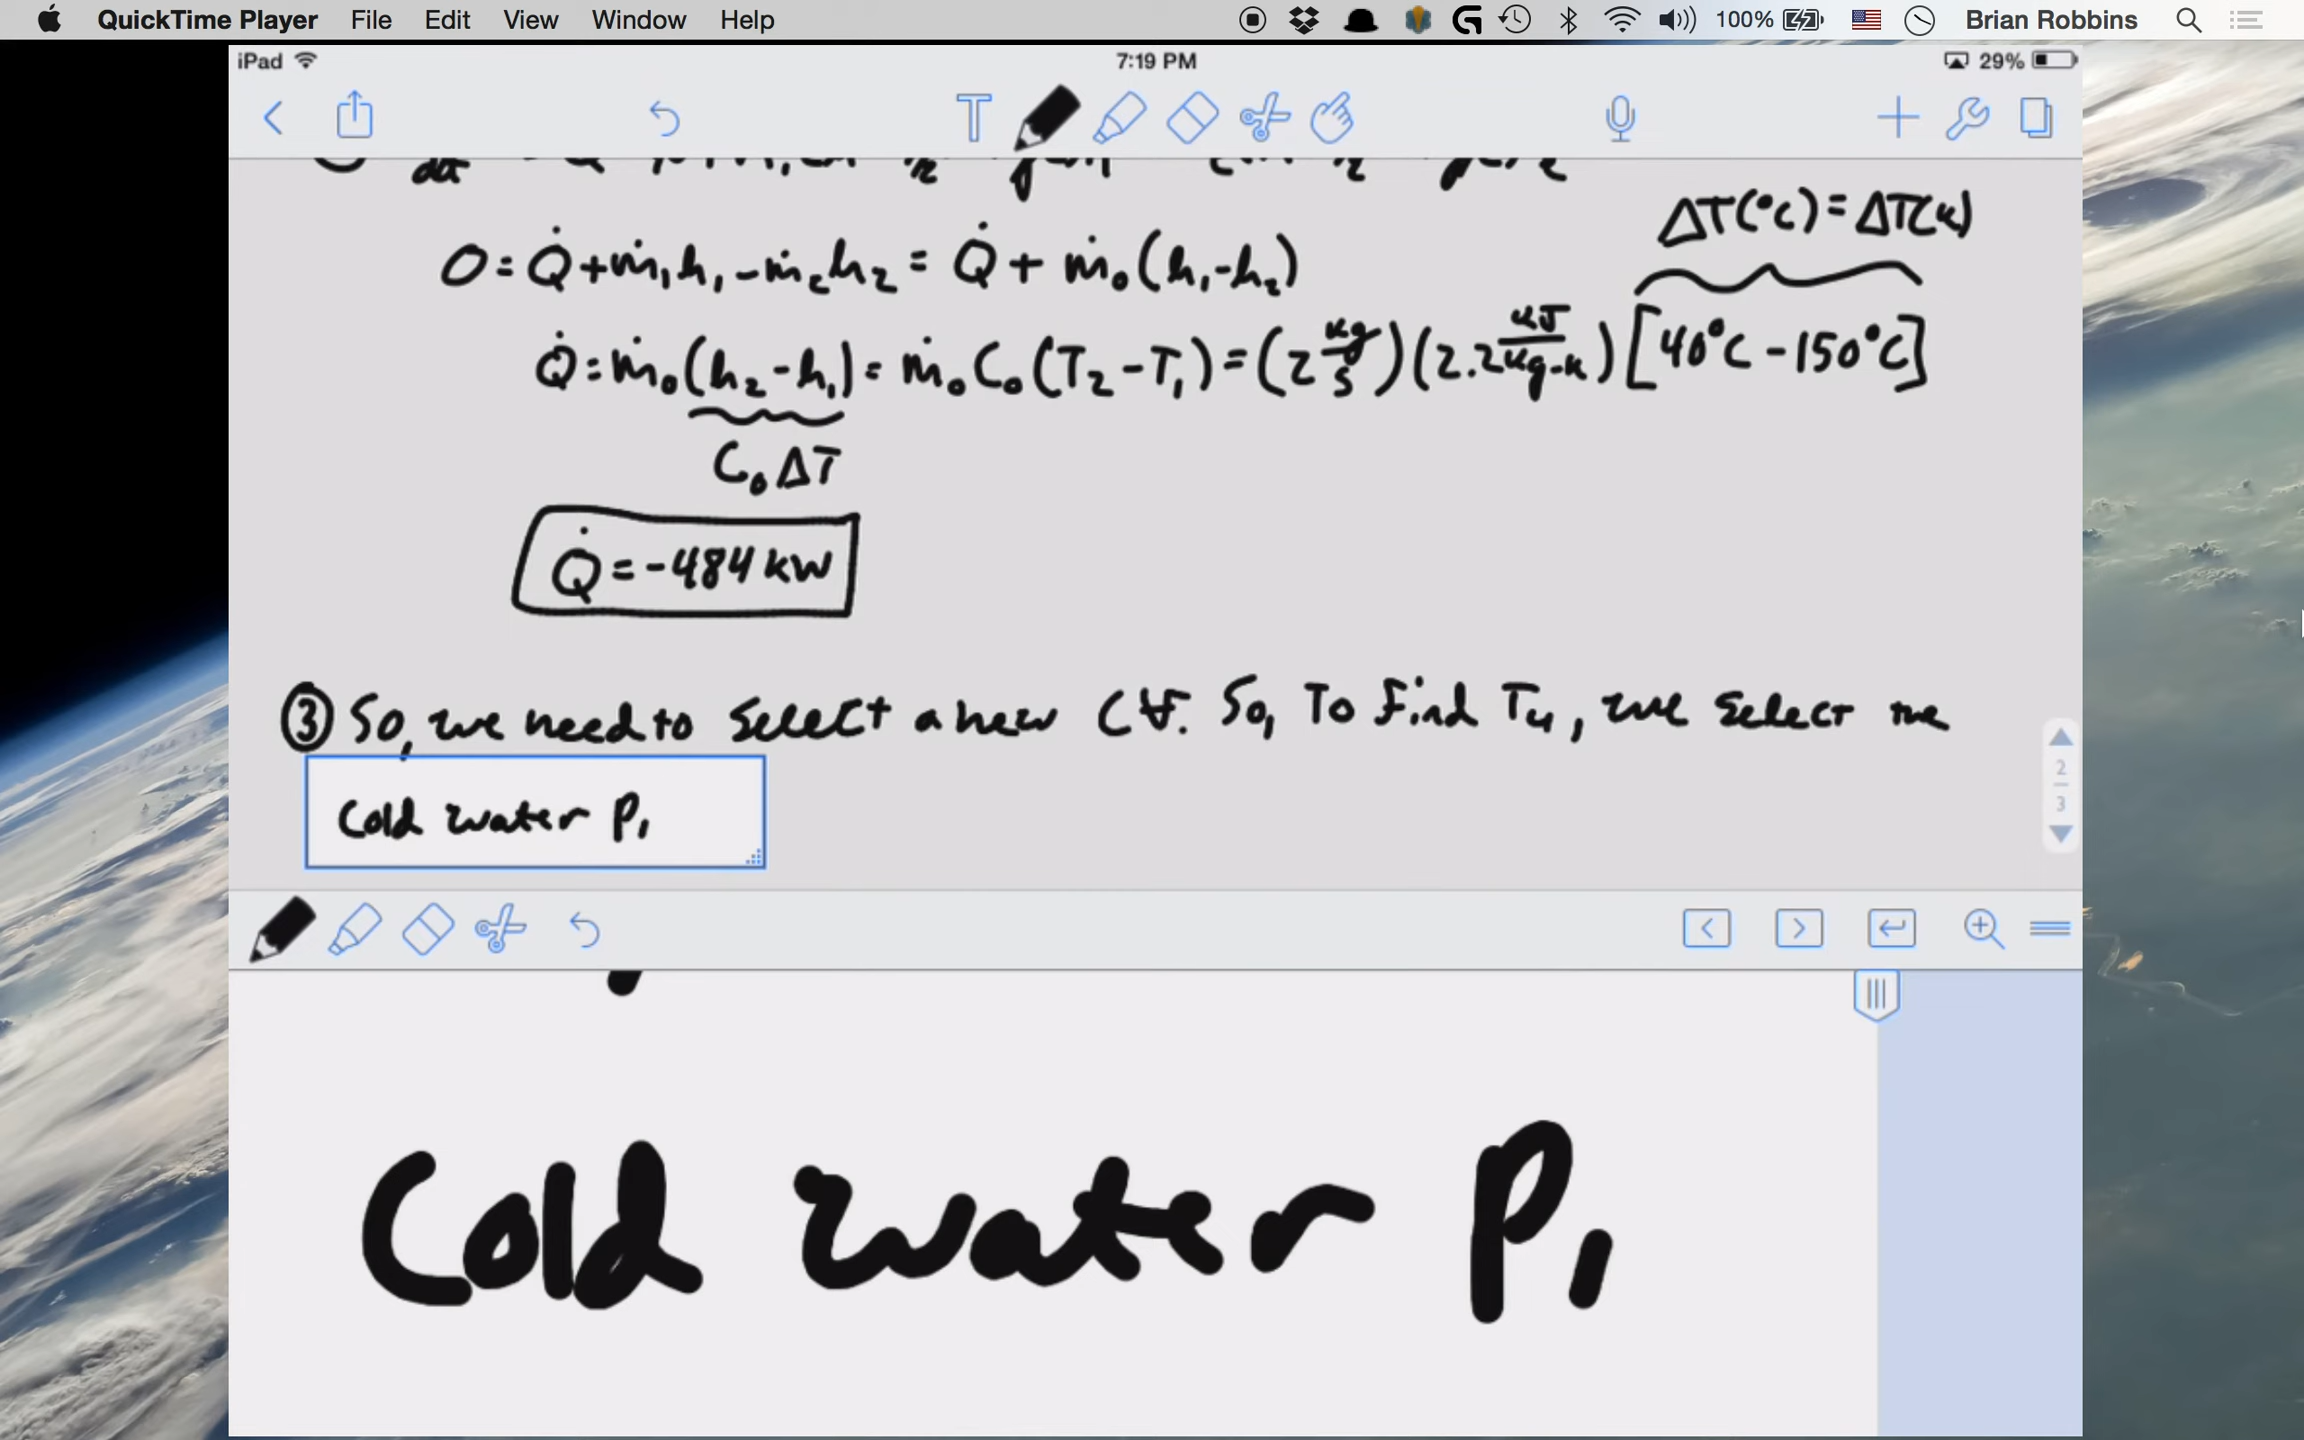 QuickTime Player File Edit View Window Help 100% Brian Robbins
iPad 7:19 PM 29%
T
ΔT(°C) = ΔT(K)
0 = Q̇ + ṁ₁h₁ - ṁ₂h₂ = Q̇ + ṁ₀(h₁-h₂)
Q̇ = ṁ₀(h₂-h₁) = ṁ₀C₀(T₂-T₁) = (2 kg/s)(2.2 kJ/kg-K)[40°C - 150°C]
C₀ΔT
Q̇ = -484 kW
③ So, we need to select a new CV. So, To Find T₄, we select the
Cold water P,
2
3
Cold water P,